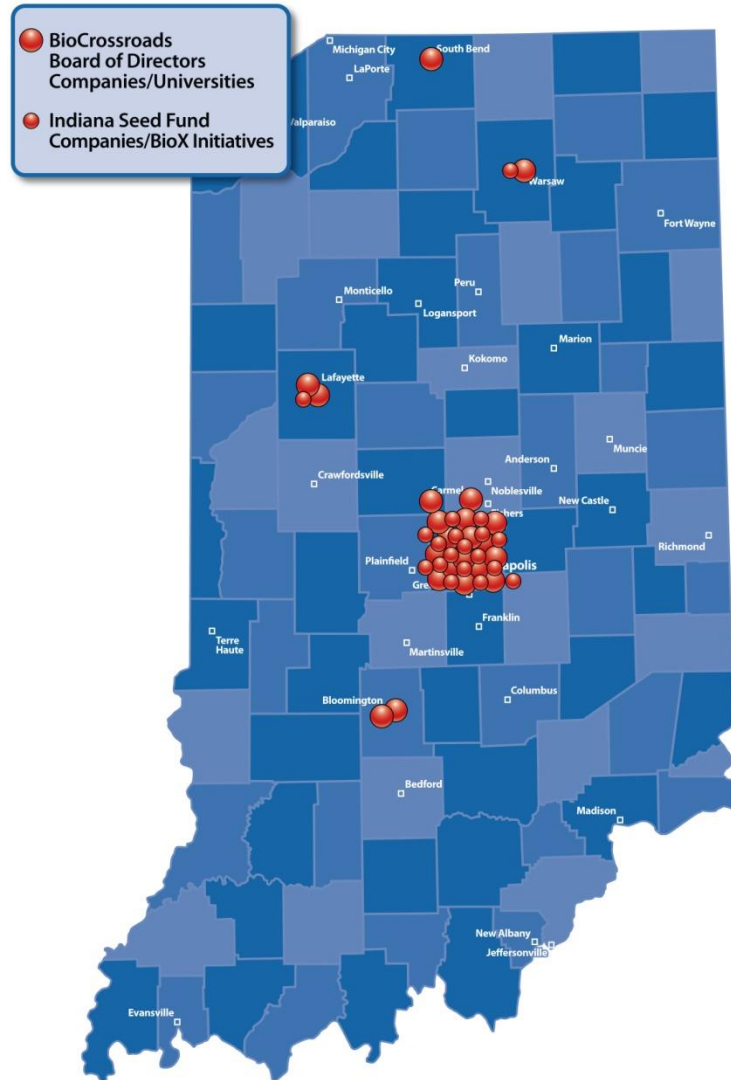 BioCrossroads
Board of Directors
Companies/Universities
Indiana Seed Fund
Companies/BioX Initiatives
Michigan City
South Bend
LaPorte
Valparaiso
Warsaw
Fort Wayne
Peru
Monticello
Logansport
Marion
Kokomo
Lafayette
Muncie
Anderson
Crawfordsville
Noblesville
Carmel
New Castle
Richmond
Plainfield
apolis
Gre
Franklin
Terre
Haute
Martinsville
Columbus
Bloomington
Bedford
Madison
New Albany
Jeffersonville
Evansville